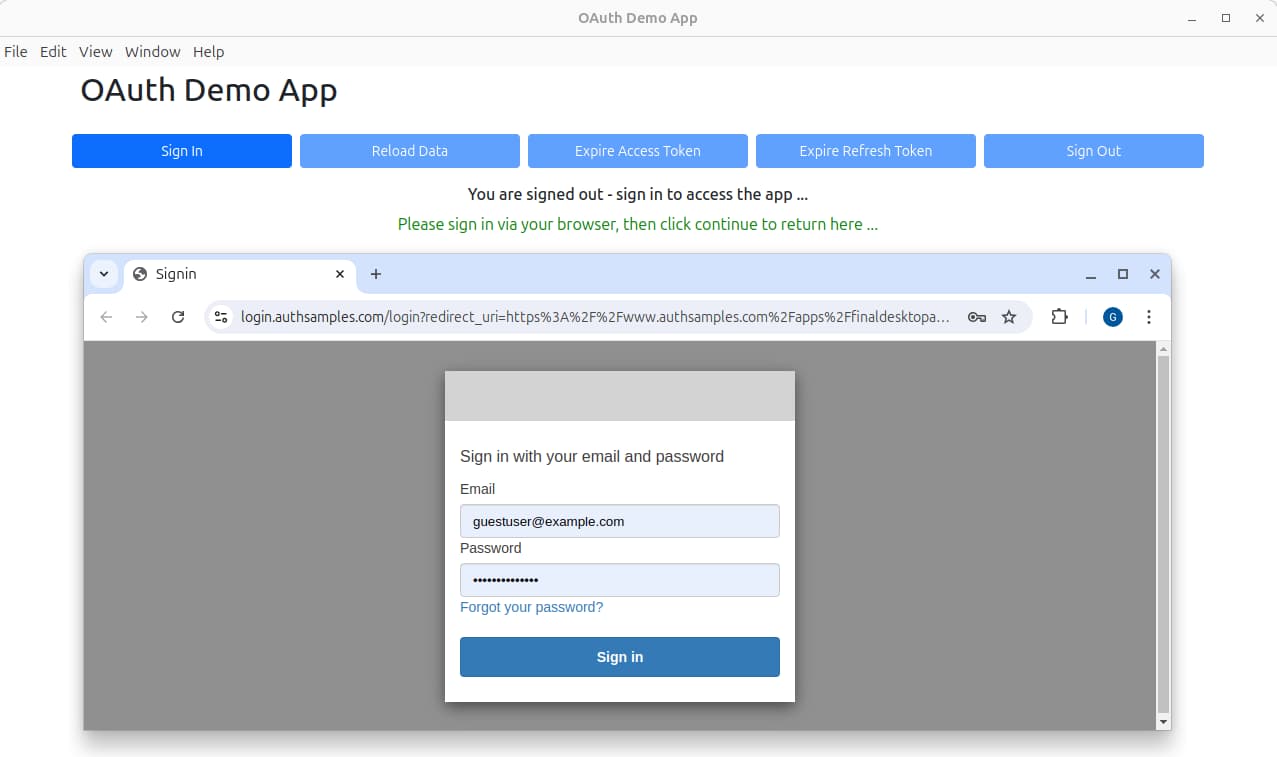 OAuth Demo App
File Edit View Window Help
OAuth Demo App
Sign In Reload Data Expire Access Token Expire Refresh Token Sign Out
You are signed out - sign in to access the app ...
Please sign in via your browser, then click continue to return here ...
Signin
login.authsamples.com/login?redirect_uri=https%3A%2F%2Fwww.authsamples.com%2Fapps%2Ffinaldesktopa...
G
Sign in with your email and password
Email
guestuser@example.com
Password
••••••••••••••
Forgot your password?
Sign in